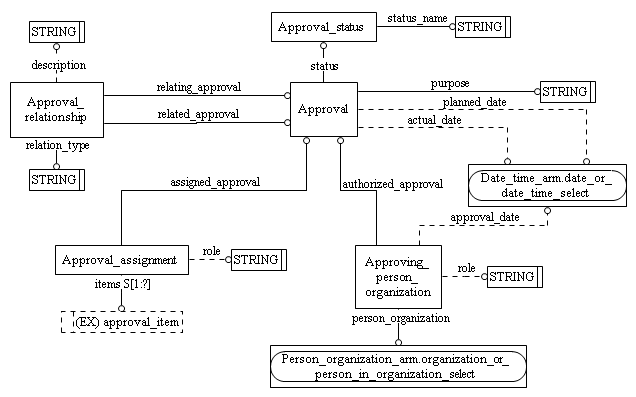 STRING
Approval_status
status_name
STRING
description
status
Approval_
relationship
relating_approval
related_approval
Approval
purpose
STRING
planned_date
actual_date
relation_type
STRING
assigned_approval
authorized_approval
Date_time_arm.date_or_
date_time_select
approval_date
Approval_assignment
role
STRING
Approving_
person_
organization
role
STRING
items S[1:?]
(EX) approval_item
person_organization
Person_organization_arm.organization_or_
person_in_organization_select